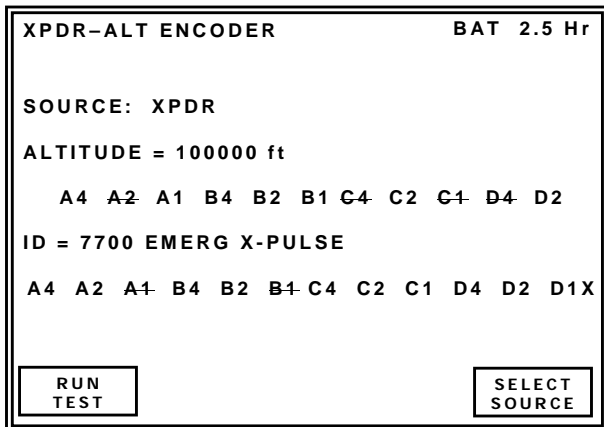 XPDR–ALT ENCODER BAT 2.5 Hr
SOURCE: XPDR
ALTITUDE = 100000 ft
A4 A2 A1 B4 B2 B1 C4 C2 C1 D4 D2
ID = 7700 EMERG X-PULSE
A4 A2 A1 B4 B2 B1 C4 C2 C1 D4 D2 D1X
RUN
TEST
SELECT
SOURCE